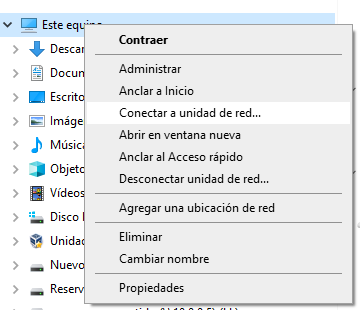 Este equipo
Contraer
Administrar
Anclar a Inicio
Conectar a unidad de red...
Abrir en ventana nueva
Anclar al Acceso rápido
Desconectar unidad de red...
Agregar una ubicación de red
Eliminar
Cambiar nombre
Propiedades
Descar
Docum
Escrito
Imáge
Música
Objeto
Vídeos
Disco l
Unidad
Nuevo
Reserv